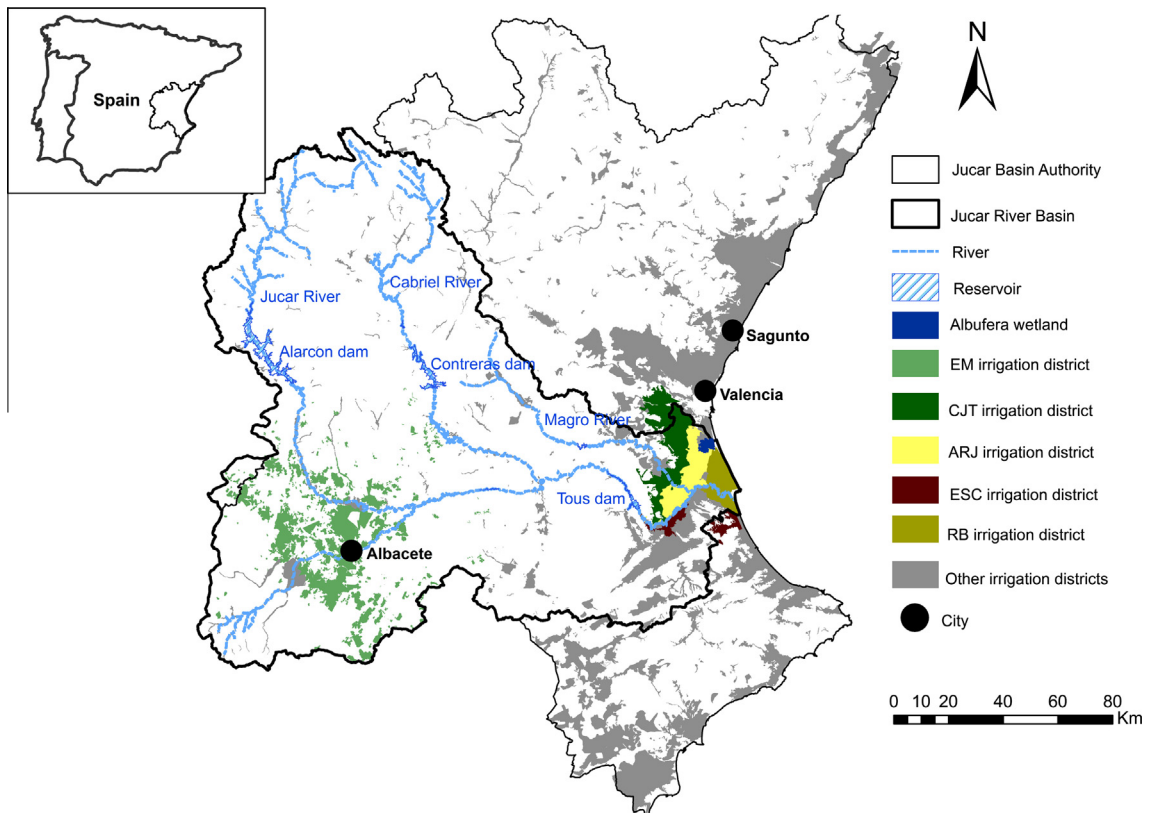 Spain
N
Jucar River
Cabriel River
Alarcon dam
Contreras dam
Magro River
Tous dam
Sagunto
Valencia
Albacete
Jucar Basin Authority
Jucar River Basin
River
Reservoir
Albufera wetland
EM irrigation district
CJT irrigation district
ARJ irrigation district
ESC irrigation district
RB irrigation district
Other irrigation districts
City
0 10 20 40 60 80
Km